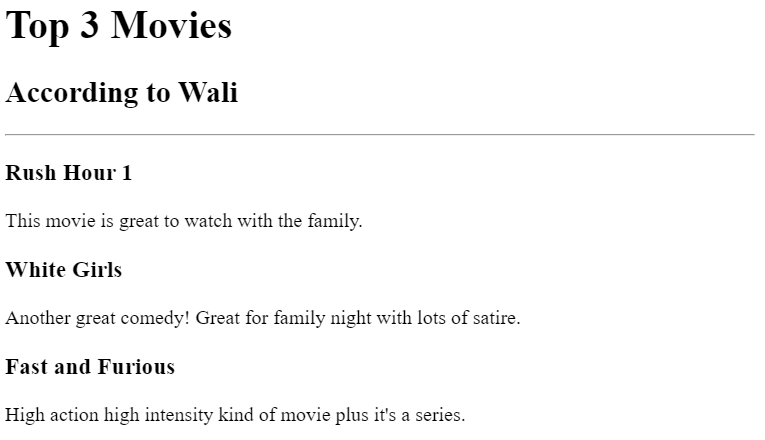 Top 3 Movies
According to Wali
Rush Hour 1
This movie is great to watch with the family.
White Girls
Another great comedy! Great for family night with lots of satire.
Fast and Furious
High action high intensity kind of movie plus it's a series.